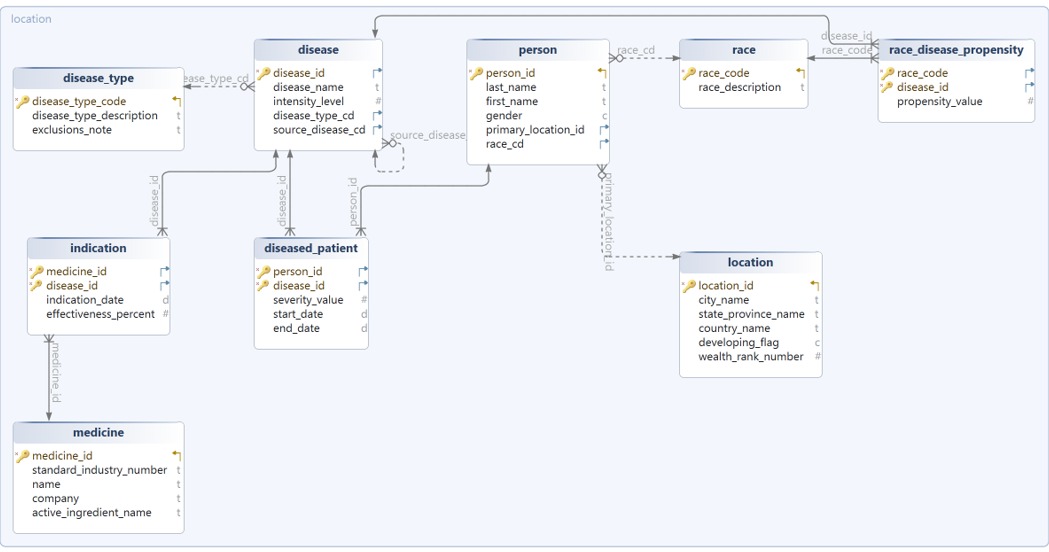 location
disease_type
disease_type_code
disease_type_description t
exclusions_note t
disease
disease_id
disease_name t
intensity_level #
disease_type_cd
source_disease_cd
person
person_id
last_name t
first_name t
gender c
primary_location_id
race_cd
race
race_code
race_description t
race_disease_propensity
race_code
disease_id
propensity_value #
ease_type_cd
source_disease_
race_cd
disease_id
race_code
disease_id
disease_id
person_id
primary_location_id
indication
medicine_id
disease_id
indication_date d
effectiveness_percent #
diseased_patient
person_id
disease_id
severity_value #
start_date d
end_date d
location
location_id
city_name t
state_province_name t
country_name t
developing_flag c
wealth_rank_number #
medicine_id
medicine
medicine_id
standard_industry_number t
name t
company t
active_ingredient_name t